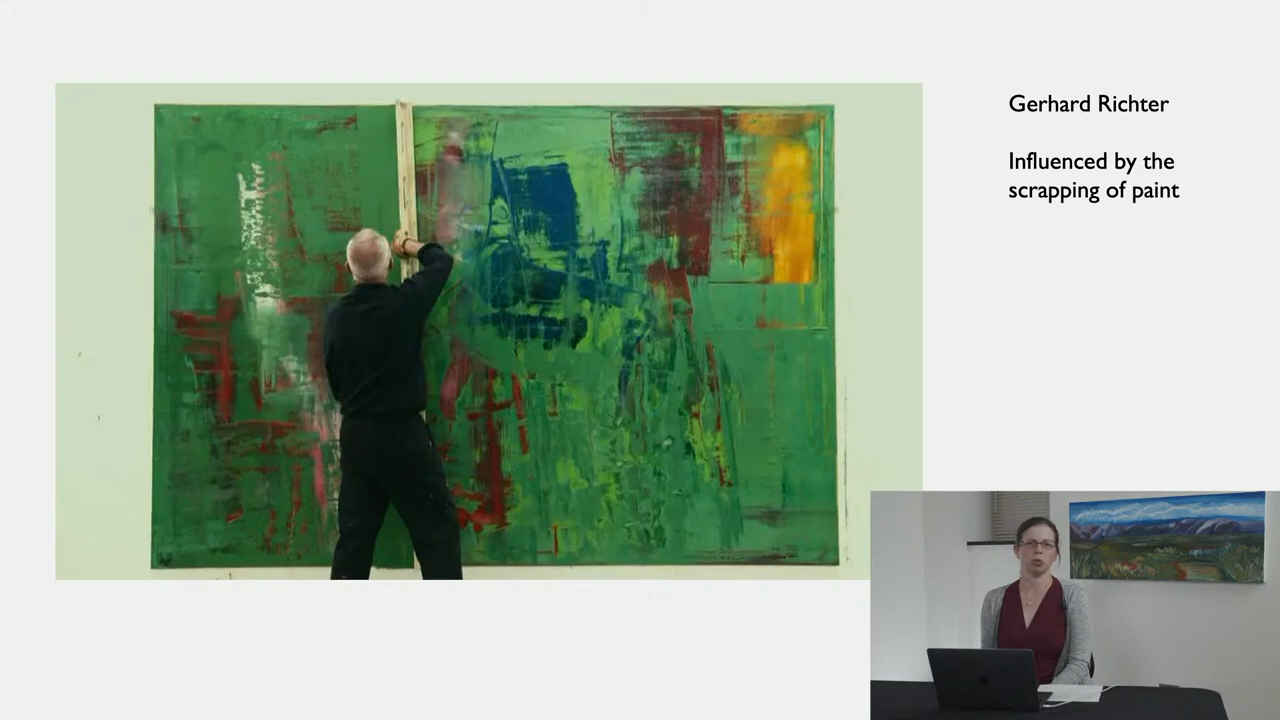 Gerhard Richter
Influenced by the
scrapping of paint